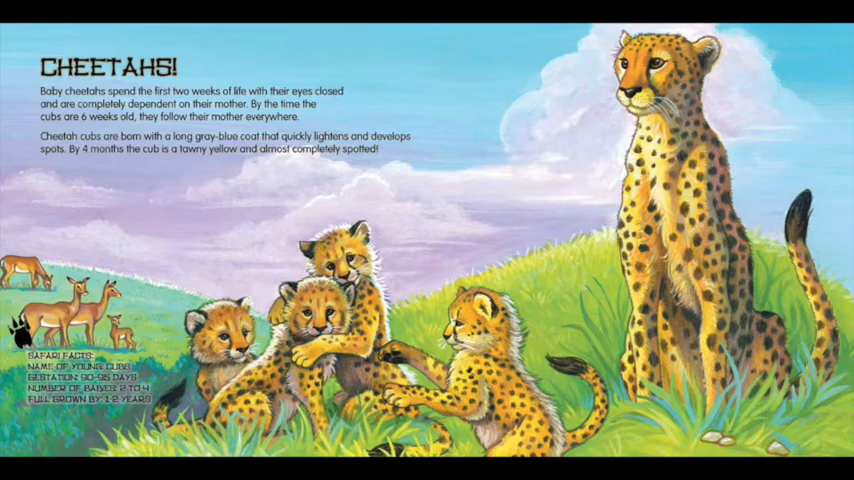 CHEETAHS!
Baby cheetahs spend the first two weeks of life with their eyes closed
and are completely dependent on their mother. By the time the
cubs are 6 weeks old, they follow their mother everywhere.
Cheetah cubs are born with a long gray-blue coat that quickly lightens and develops
spots. By 4 months the cub is a tawny yellow and almost completely spotted!
SAFARI FACTS:
NAME OF YOUNG: CUBS
GESTATION: 90-95 DAYS
NUMBER OF BABIES: 2 TO 4
FULL GROWN BY: 1-2 YEARS